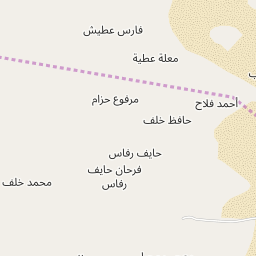 فارس عطيش
معلة عطية
مرفوع حزام
أحمد فلاح
حافظ خلف
حايف رفاس
فرحان حايف
رفاس
محمد خلف